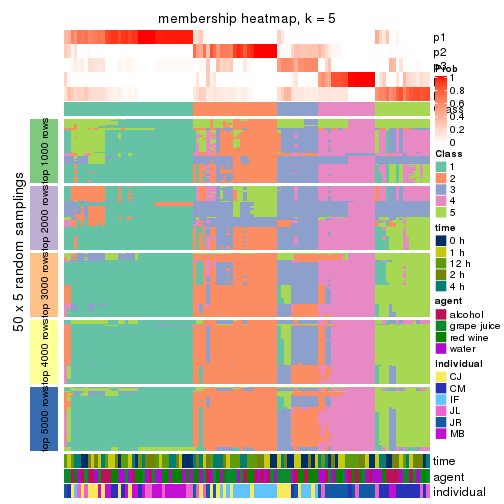 membership heatmap, k = 5
p1
p2
Prob
1
0.8
0.6
0.4
0.2
0
Class
1
2
3
4
5
time
0 h
1 h
12 h
2 h
4 h
agent
alcohol
grape juice
red wine
water
individual
CJ
CM
IF
JL
JR
MB
50 x 5 random samplings
top 1000 rows
top 2000 rows
top 3000 rows
top 4000 rows
top 5000 rows
time
agent
individual